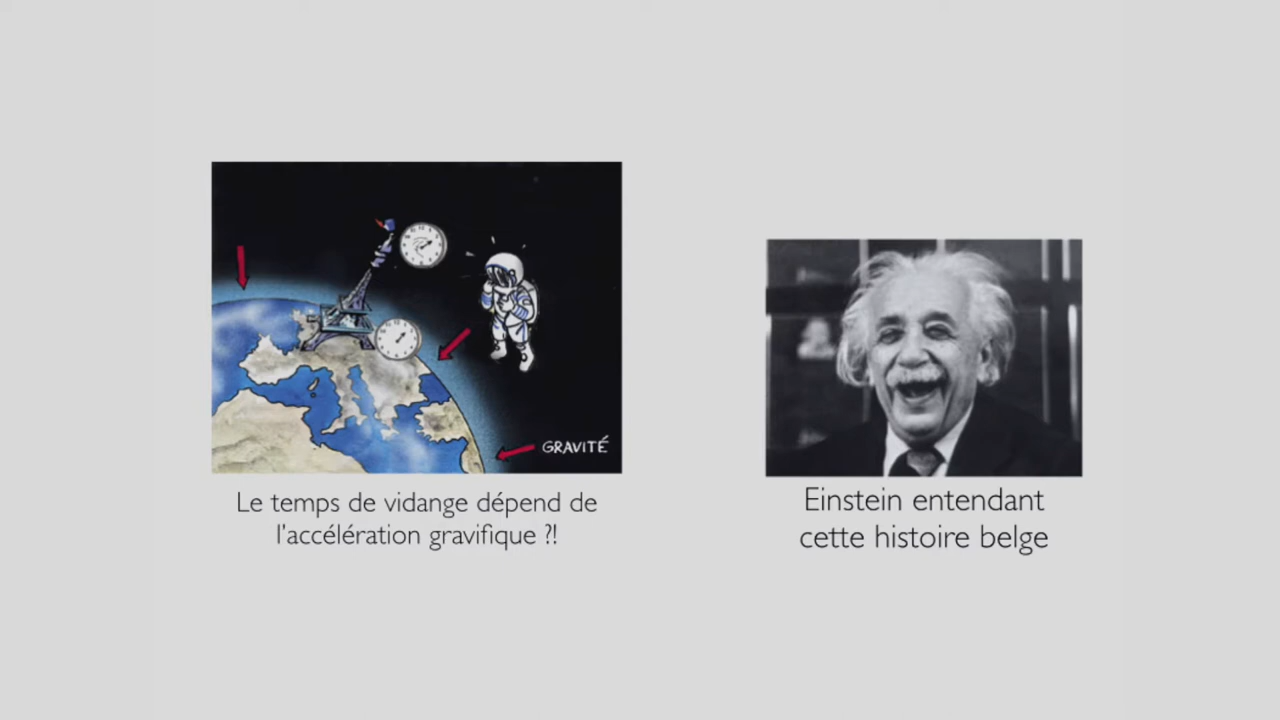 GRAVITÉ
Le temps de vidange dépend de
l'accélération gravifique ?!
Einstein entendant
cette histoire belge